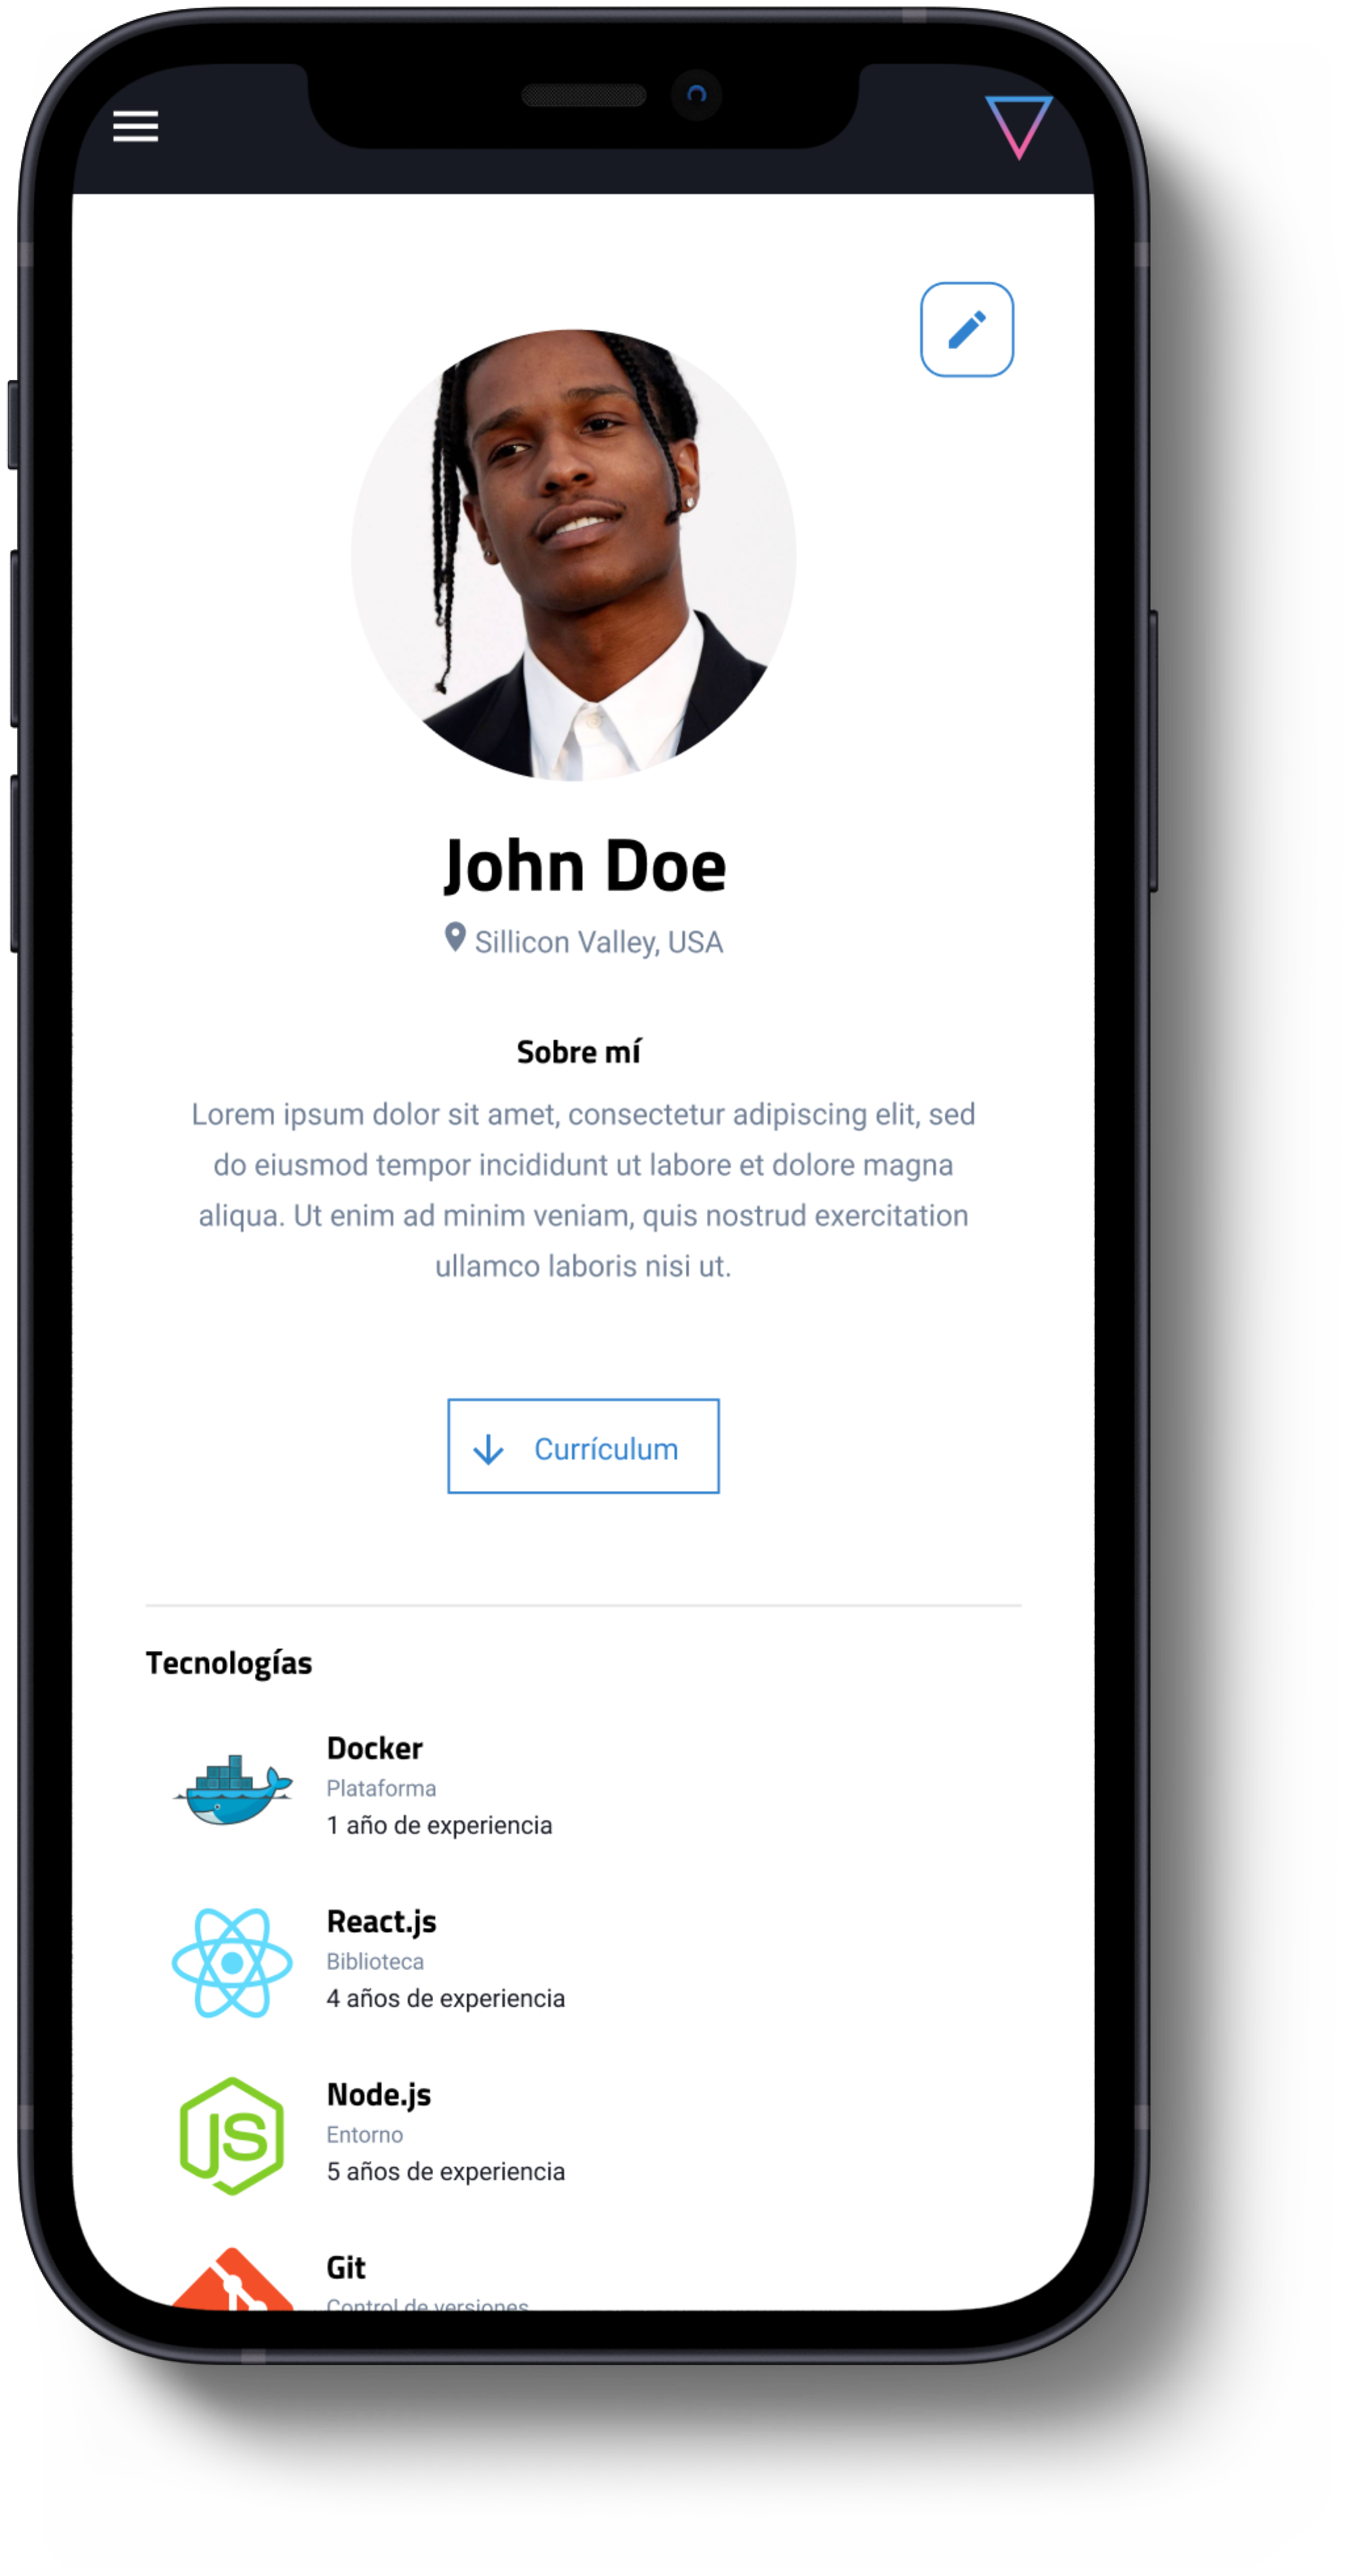 John Doe
Sillicon Valley, USA
Sobre mí
Lorem ipsum dolor sit amet, consectetur adipiscing elit, sed
do eiusmod tempor incididunt ut labore et dolore magna
aliqua. Ut enim ad minim veniam, quis nostrud exercitation
ullamco laboris nisi ut.
Currículum
Tecnologías
Docker
Plataforma
1 año de experiencia
React.js
Biblioteca
4 años de experiencia
JS
Node.js
Entorno
5 años de experiencia
Git
Control de versiones